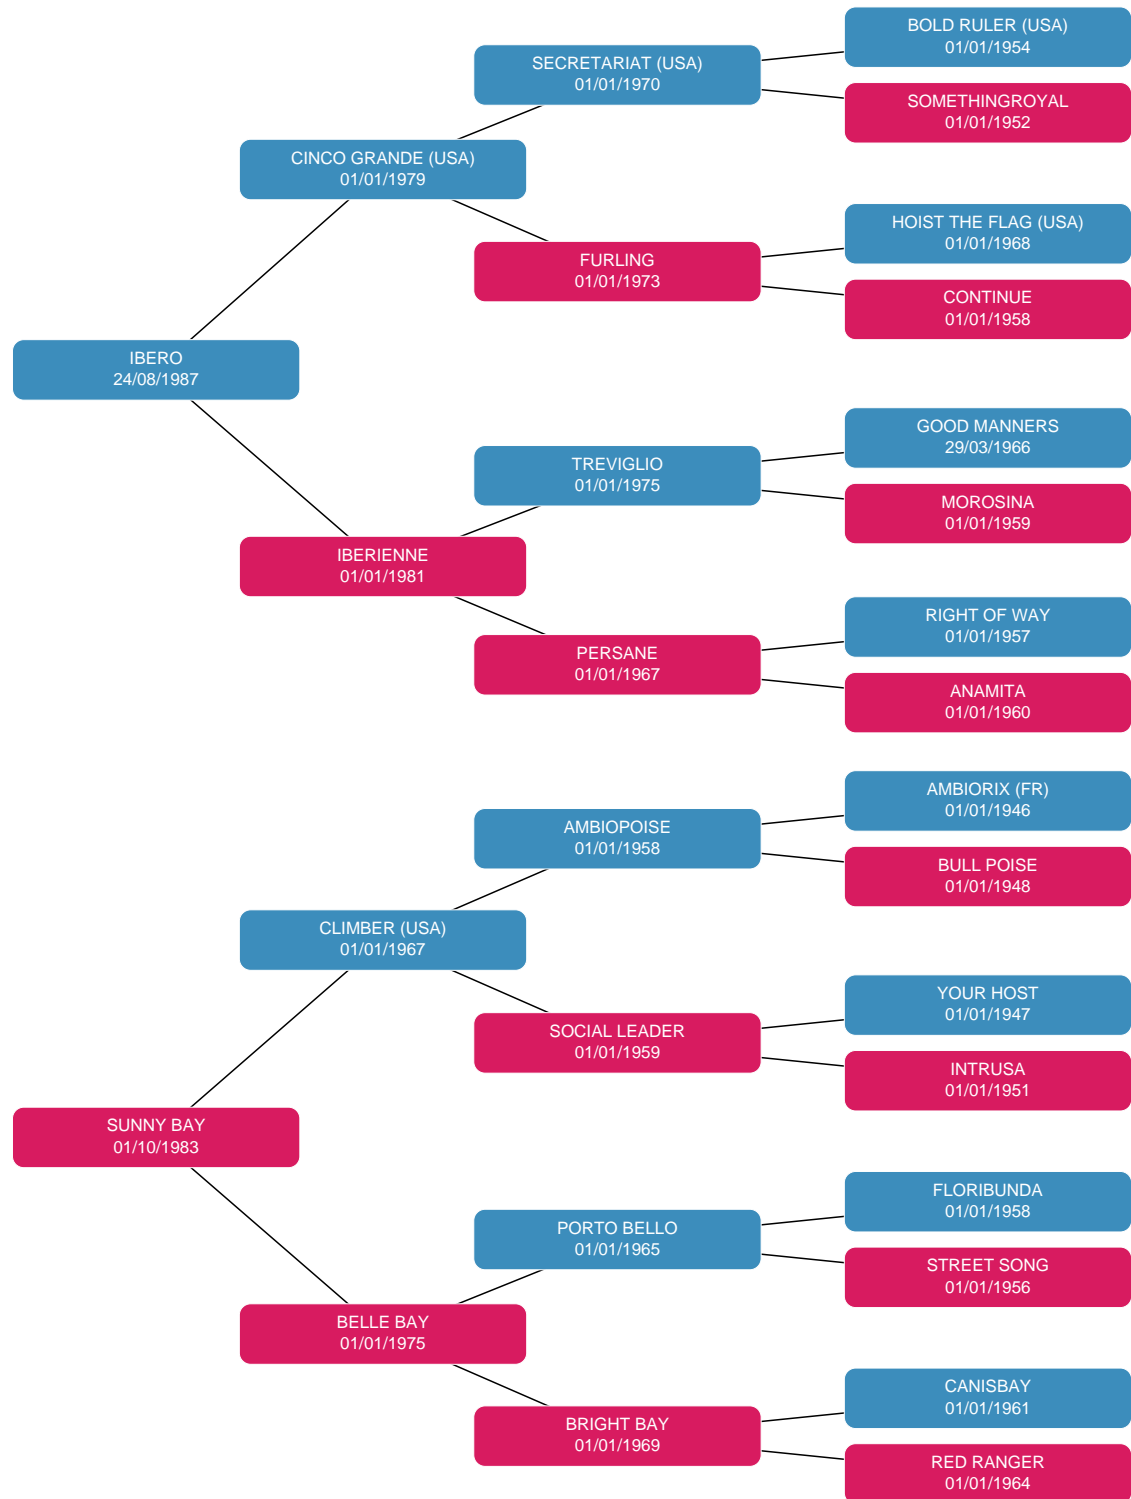 BOLD RULER (USA)
01/01/1954
SECRETARIAT (USA)
01/01/1970
SOMETHINGROYAL
01/01/1952
CINCO GRANDE (USA)
01/01/1979
HOIST THE FLAG (USA)
01/01/1968
FURLING
01/01/1973
CONTINUE
01/01/1958
IBERO
24/08/1987
GOOD MANNERS
29/03/1966
TREVIGLIO
01/01/1975
MOROSINA
01/01/1959
IBERIENNE
01/01/1981
RIGHT OF WAY
01/01/1957
PERSANE
01/01/1967
ANAMITA
01/01/1960
AMBIORIX (FR)
01/01/1946
AMBIOPOISE
01/01/1958
BULL POISE
01/01/1948
CLIMBER (USA)
01/01/1967
YOUR HOST
01/01/1947
SOCIAL LEADER
01/01/1959
INTRUSA
01/01/1951
SUNNY BAY
01/10/1983
FLORIBUNDA
01/01/1958
PORTO BELLO
01/01/1965
STREET SONG
01/01/1956
BELLE BAY
01/01/1975
CANISBAY
01/01/1961
BRIGHT BAY
01/01/1969
RED RANGER
01/01/1964